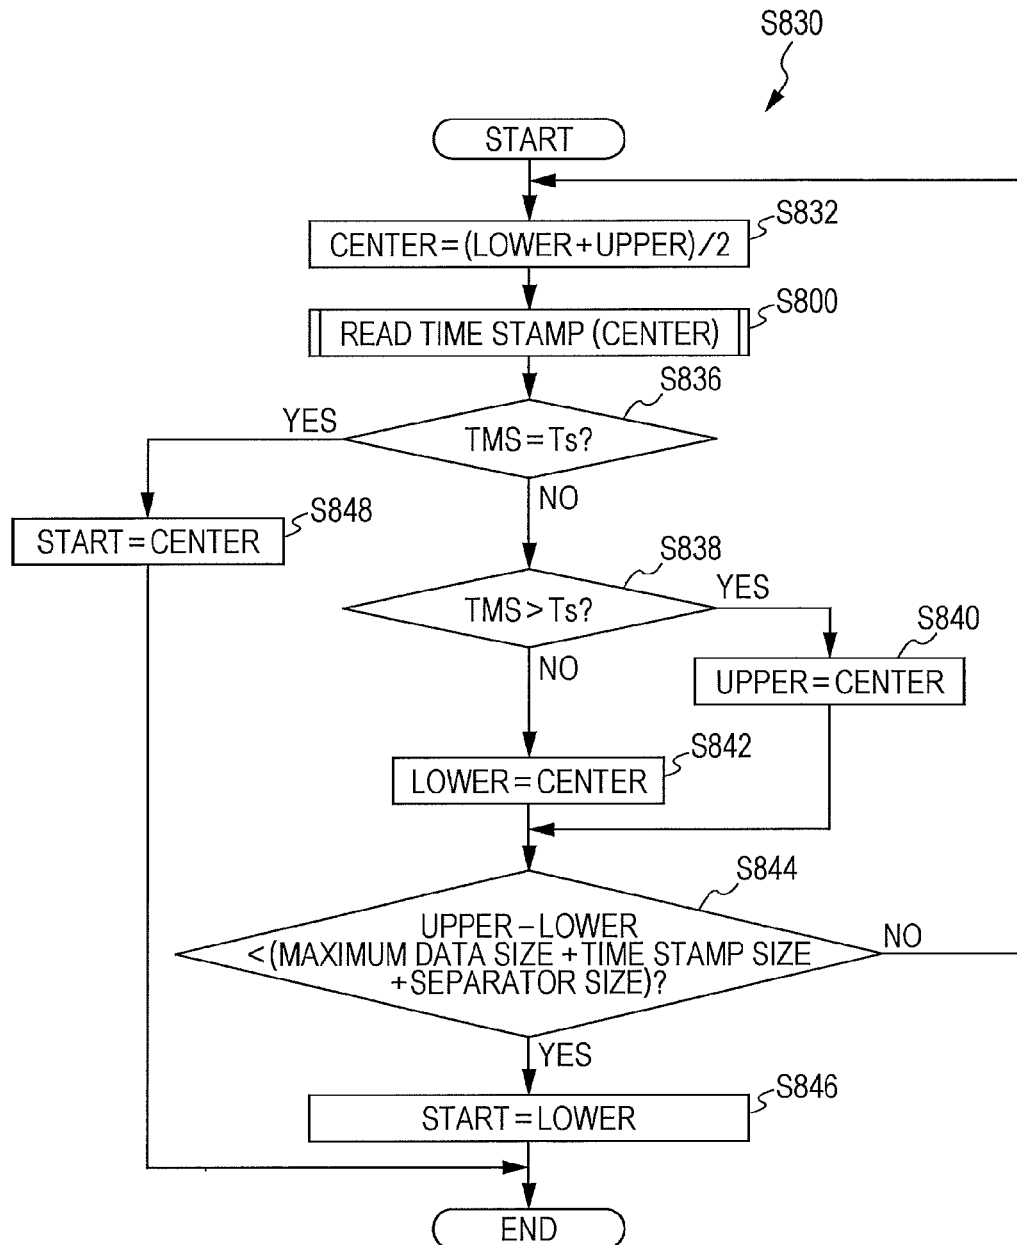 S830
START
S832
CENTER=(LOWER+UPPER)/2
S800
READ TIME STAMP (CENTER)
S836
YES
TMS=Ts?
NO
S848
START=CENTER
S838
YES
TMS>Ts?
NO
S840
UPPER=CENTER
S842
LOWER=CENTER
S844
UPPER–LOWER
<(MAXIMUM DATA SIZE+TIME STAMP SIZE
+SEPARATOR SIZE)?
NO
YES
S846
START=LOWER
END